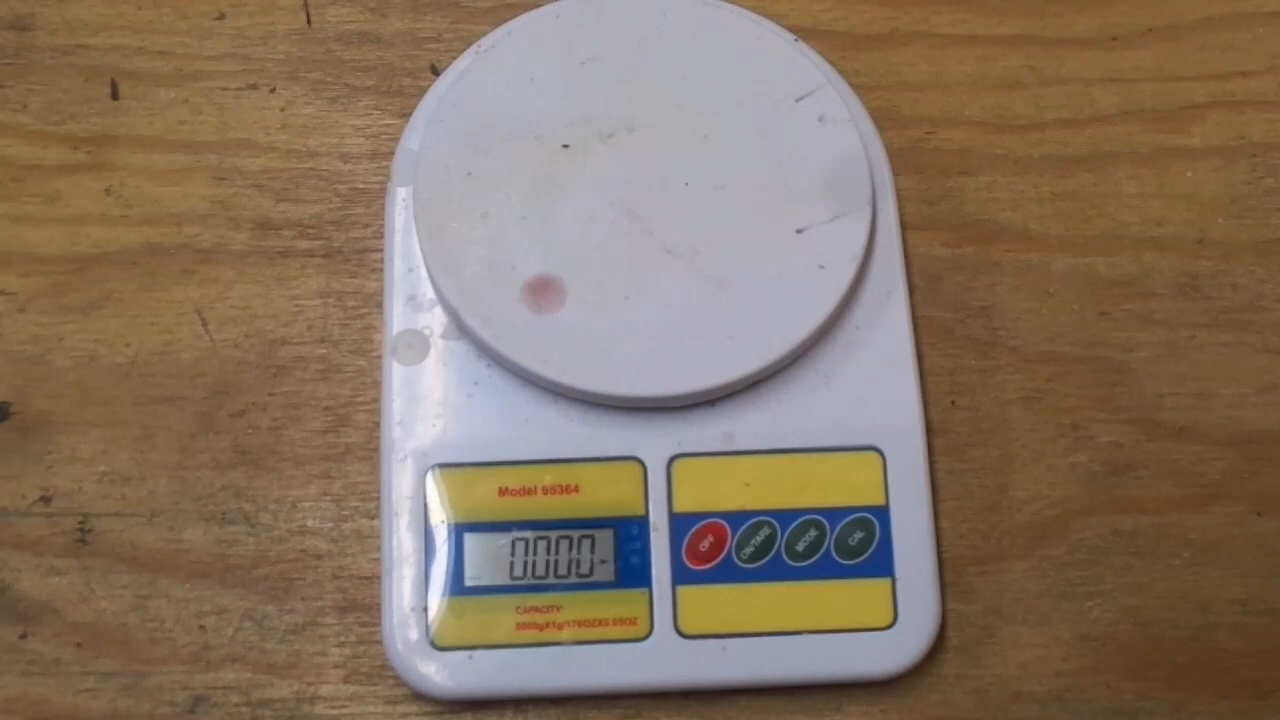 Model 95364
0.000
OFF
ON/TARE
MODE
CAL
CAPACITY:
5000gX1g/176OZX0.05OZ